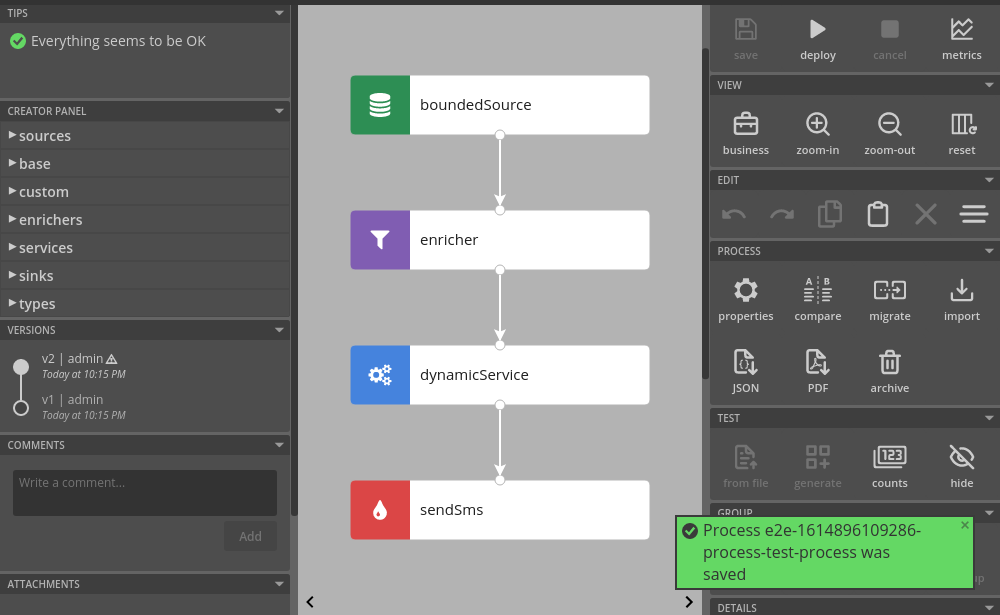 TIPS
Everything seems to be OK
CREATOR PANEL
sources
base
custom
enrichers
services
sinks
types
VERSIONS
v2 | admin
Today at 10:15 PM
v1 | admin
Today at 10:15 PM
COMMENTS
Write a comment...
Add
ATTACHMENTS
boundedSource
enricher
dynamicService
sendSms
save
deploy
cancel
metrics
VIEW
business
zoom-in
zoom-out
reset
EDIT
PROCESS
properties
A B
compare
migrate
import
JSON
PDF
archive
TEST
from file
generate
123
counts
hide
GROUP
Process e2e-1614896109286-
process-test-process was
saved
DETAILS